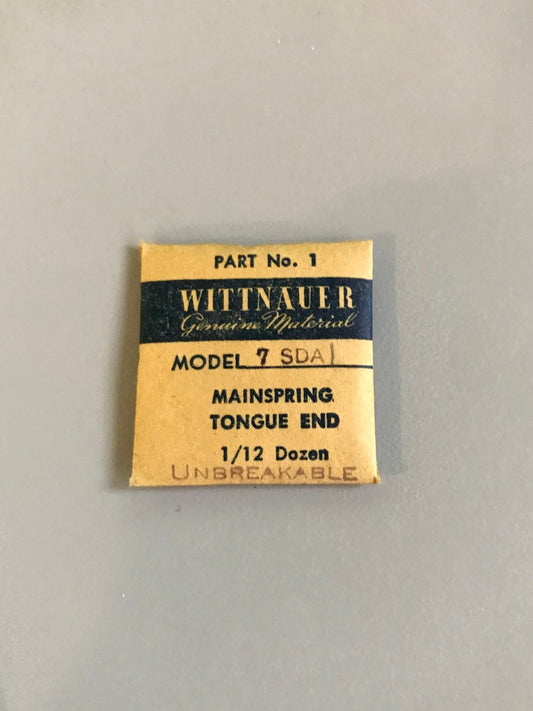 PART No. 1
WITTNAUER
Genuine Material
MODEL 7 SDA1
MAINSPRING
TONGUE END
1/12 Dozen
UNBREAKABLE